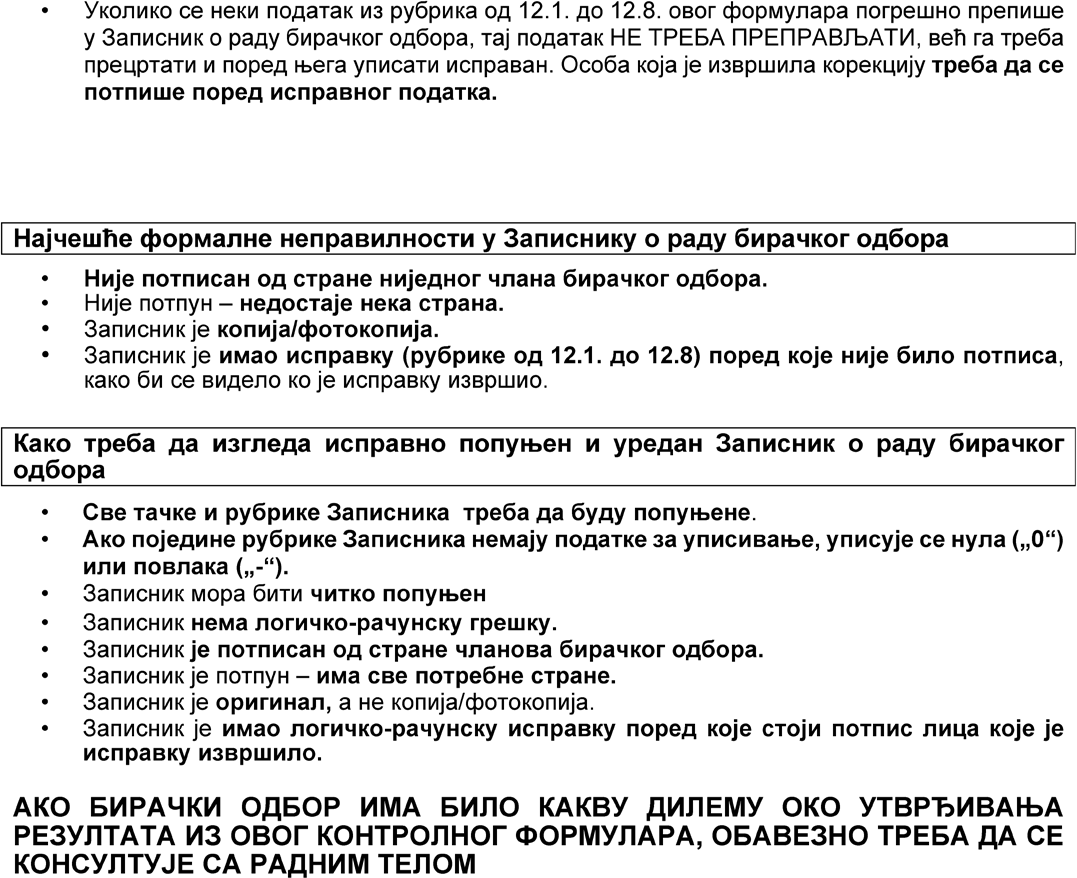 • Уколико се неки податак из рубрика од 12.1. до 12.8. овог формулара погрешно препише
у Записник о раду бирачког одбора, тај податак НЕ ТРЕБА ПРЕПРАВЉАТИ, већ га треба
прецртати и поред њега уписати исправан. Особа која је извршила корекцију треба да се
потпише поред исправног податка.
Најчешће формалне неправилности у Записнику о раду бирачког одбора
• Није потписан од стране ниједног члана бирачког одбора.
• Није потпун – недостаје нека страна.
• Записник је копија/фотокопија.
• Записник је имао исправку (рубрике од 12.1. до 12.8) поред које није било потписа,
како би се видело ко је исправку извршио.
Како треба да изгледа исправно попуњен и уредан Записник о раду бирачког
одбора
• Све тачке и рубрике Записника  треба да буду попуњене.
• Ако поједине рубрике Записника немају податке за уписивање, уписује се нула („0“)
или повлака („-“).
• Записник мора бити читко попуњен
• Записник нема логичко-рачунску грешку.
• Записник је потписан од стране чланова бирачког одбора.
• Записник је потпун – има све потребне стране.
• Записник је оригинал, а не копија/фотокопија.
• Записник је имао логичко-рачунску исправку поред које стоји потпис лица које је
исправку извршило.
АКО БИРАЧКИ ОДБОР ИМА БИЛО КАКВУ ДИЛЕМУ ОКО УТВРЂИВАЊА
РЕЗУЛТАТА ИЗ ОВОГ КОНТРОЛНОГ ФОРМУЛАРА, ОБАВЕЗНО ТРЕБА ДА СЕ
КОНСУЛТУЈЕ СА РАДНИМ ТЕЛОМ